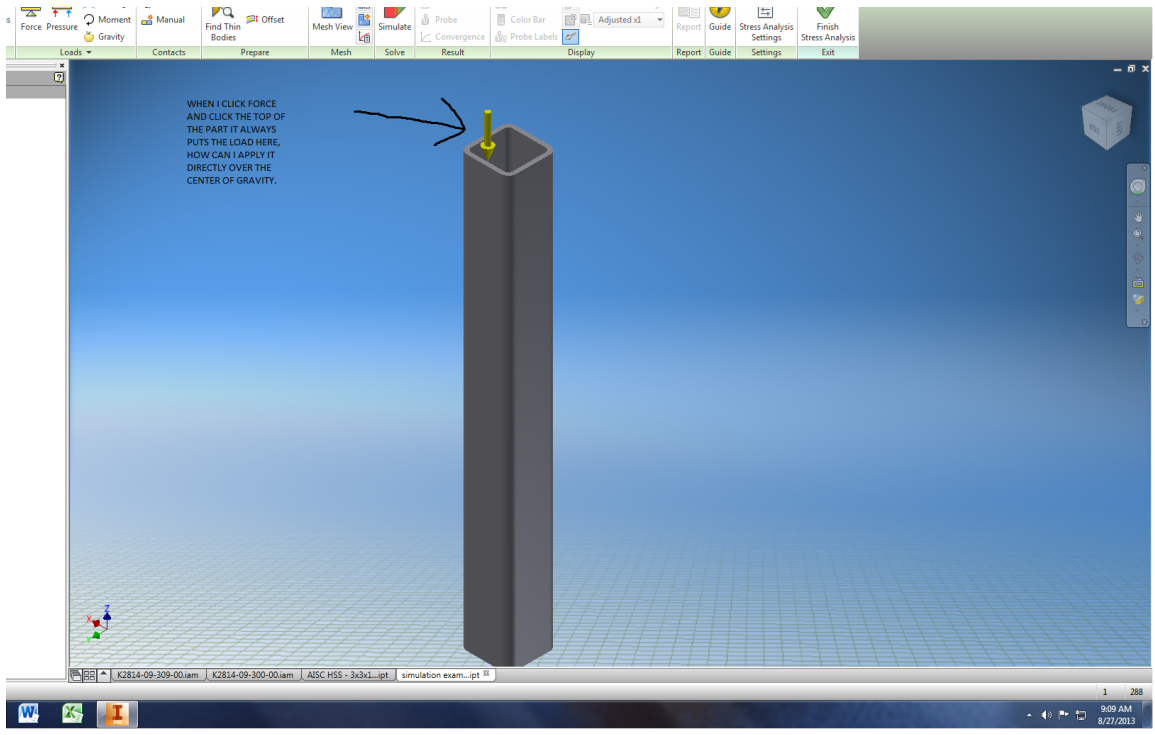 Force Pressure
Moment
Gravity
Loads
Manual
Contacts
Find Thin
Bodies
Offset
Prepare
Mesh View
Mesh
Simulate
Solve
Probe
Convergence
Result
Color Bar
Probe Labels
Adjusted x1
Display
Report
Report
Guide
Guide
Stress Analysis
Settings
Settings
Finish
Stress Analysis
Exit
WHEN I CLICK FORCE
AND CLICK THE TOP OF
THE PART IT ALWAYS
PUTS THE LOAD HERE,
HOW CAN I APPLY IT
DIRECTLY OVER THE
CENTER OF GRAVITY.
Z
X
K2814-09-309-00.iam
K2814-09-300-00.iam
AISC HSS - 3x3x1....ipt
simulation exam...ipt
1 288
9:09 AM
8/27/2013